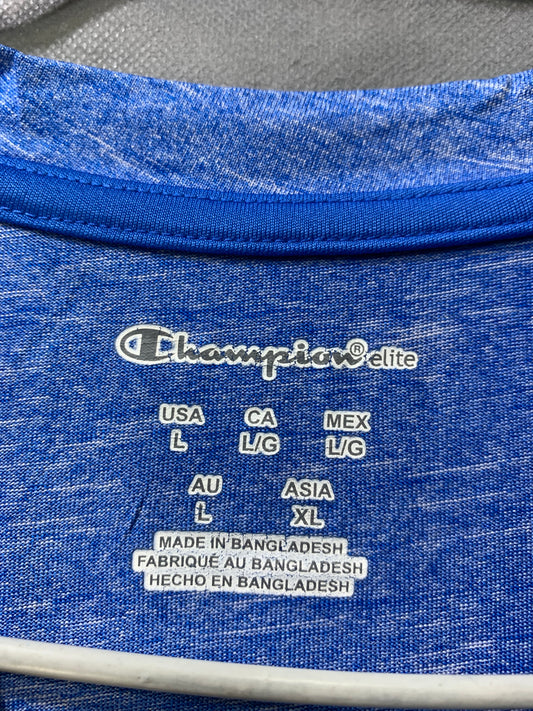 Champion® elite
USA CA MEX
L L/G L/G
AU ASIA
L XL
MADE IN BANGLADESH
FABRIQUÉ AU BANGLADESH
HECHO EN BANGLADESH